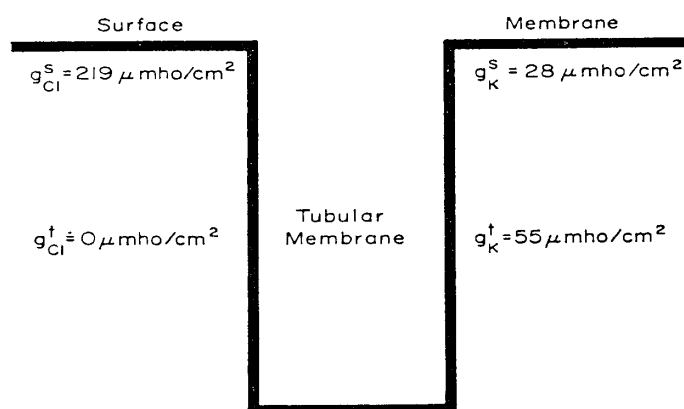 Surface
Membrane
g^s_Cl = 219 μ mho/cm²
g^s_K = 28 μ mho/cm²
Tubular
Membrane
g^t_Cl ≐ 0 μ mho/cm²
g^t_K = 55 μ mho/cm²